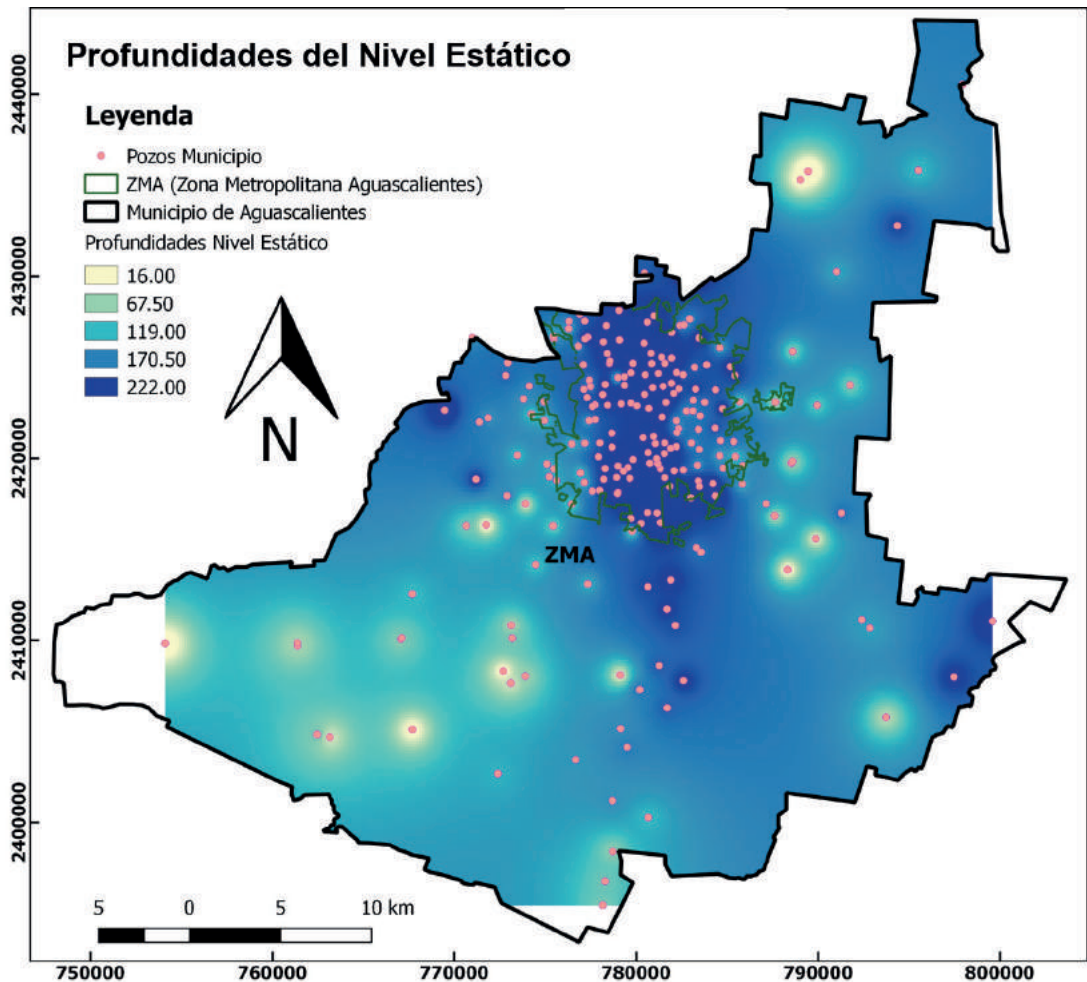 Profundidades del Nivel Estático
Leyenda
Pozos Municipio
ZMA (Zona Metropolitana Aguascalientes)
Municipio de Aguascalientes
Profundidades Nivel Estático
16.00
67.50
119.00
170.50
222.00
N
ZMA
5 0 5 10 km
2440000
2430000
2420000
2410000
2400000
750000 760000 770000 780000 790000 800000